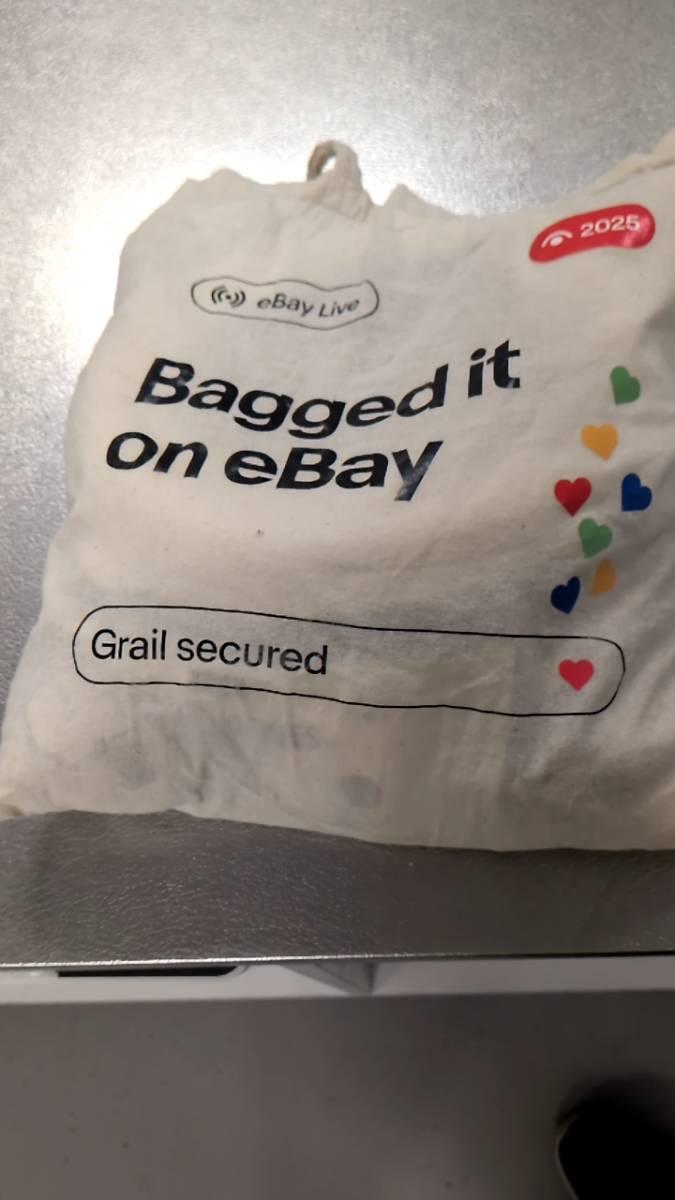 2025
eBay Live
Bagged it
on eBay
Grail secured